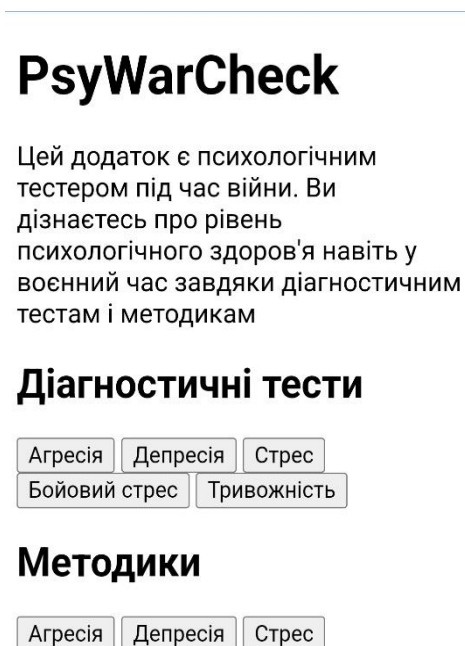 PsyWarCheck
Цей додаток є психологічним
тестером під час війни. Ви
дізнаєтесь про рівень
психологічного здоров'я навіть у
воєнний час завдяки діагностичним
тестам і методикам
Діагностичні тести
Агресія Депресія Стрес
Бойовий стрес Тривожність
Методики
Агресія Депресія Стрес